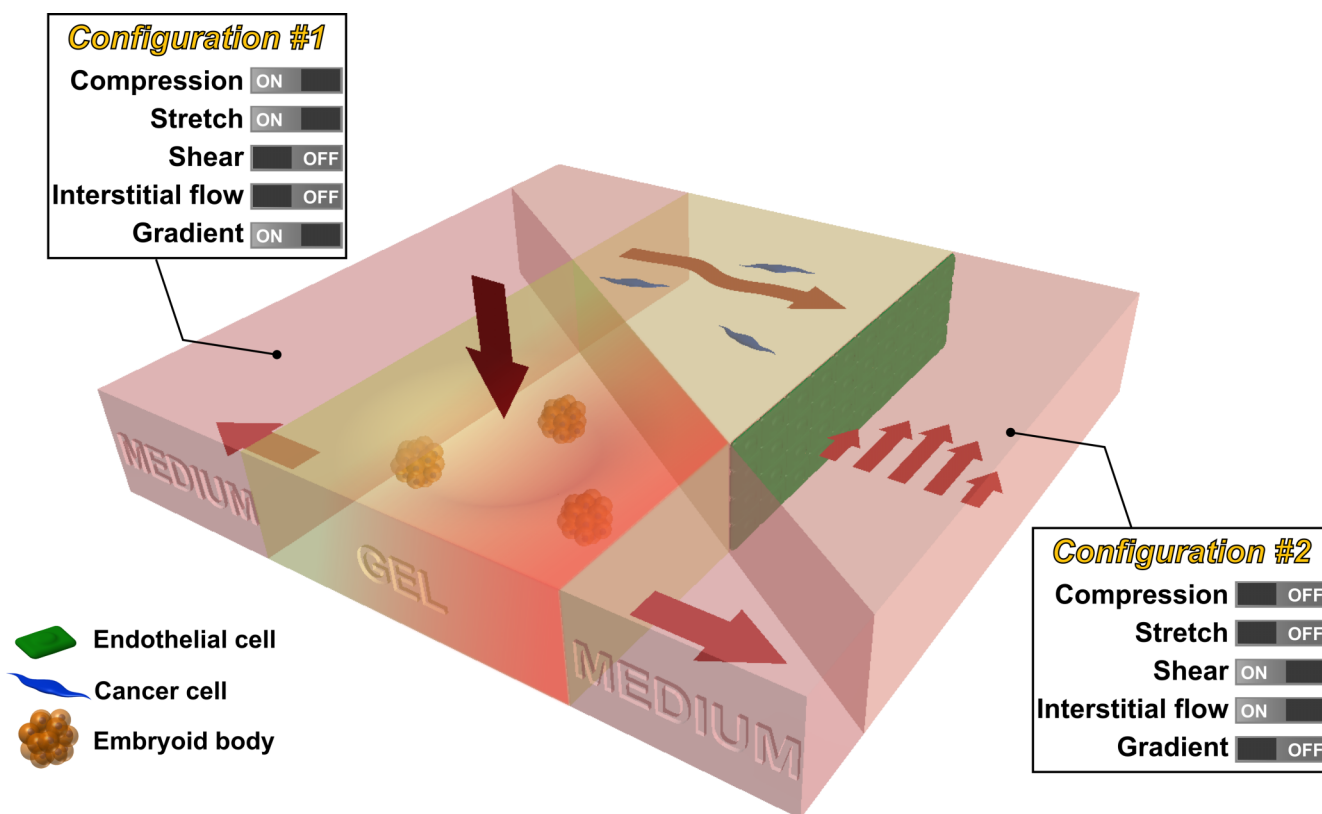 Configuration #1
Compression ON
Stretch ON
Shear OFF
Interstitial flow OFF
Gradient ON
MEDIUM
GEL
MEDIUM
Endothelial cell
Cancer cell
Embryoid body
Configuration #2
Compression OFF
Stretch OFF
Shear ON
Interstitial flow ON
Gradient OFF